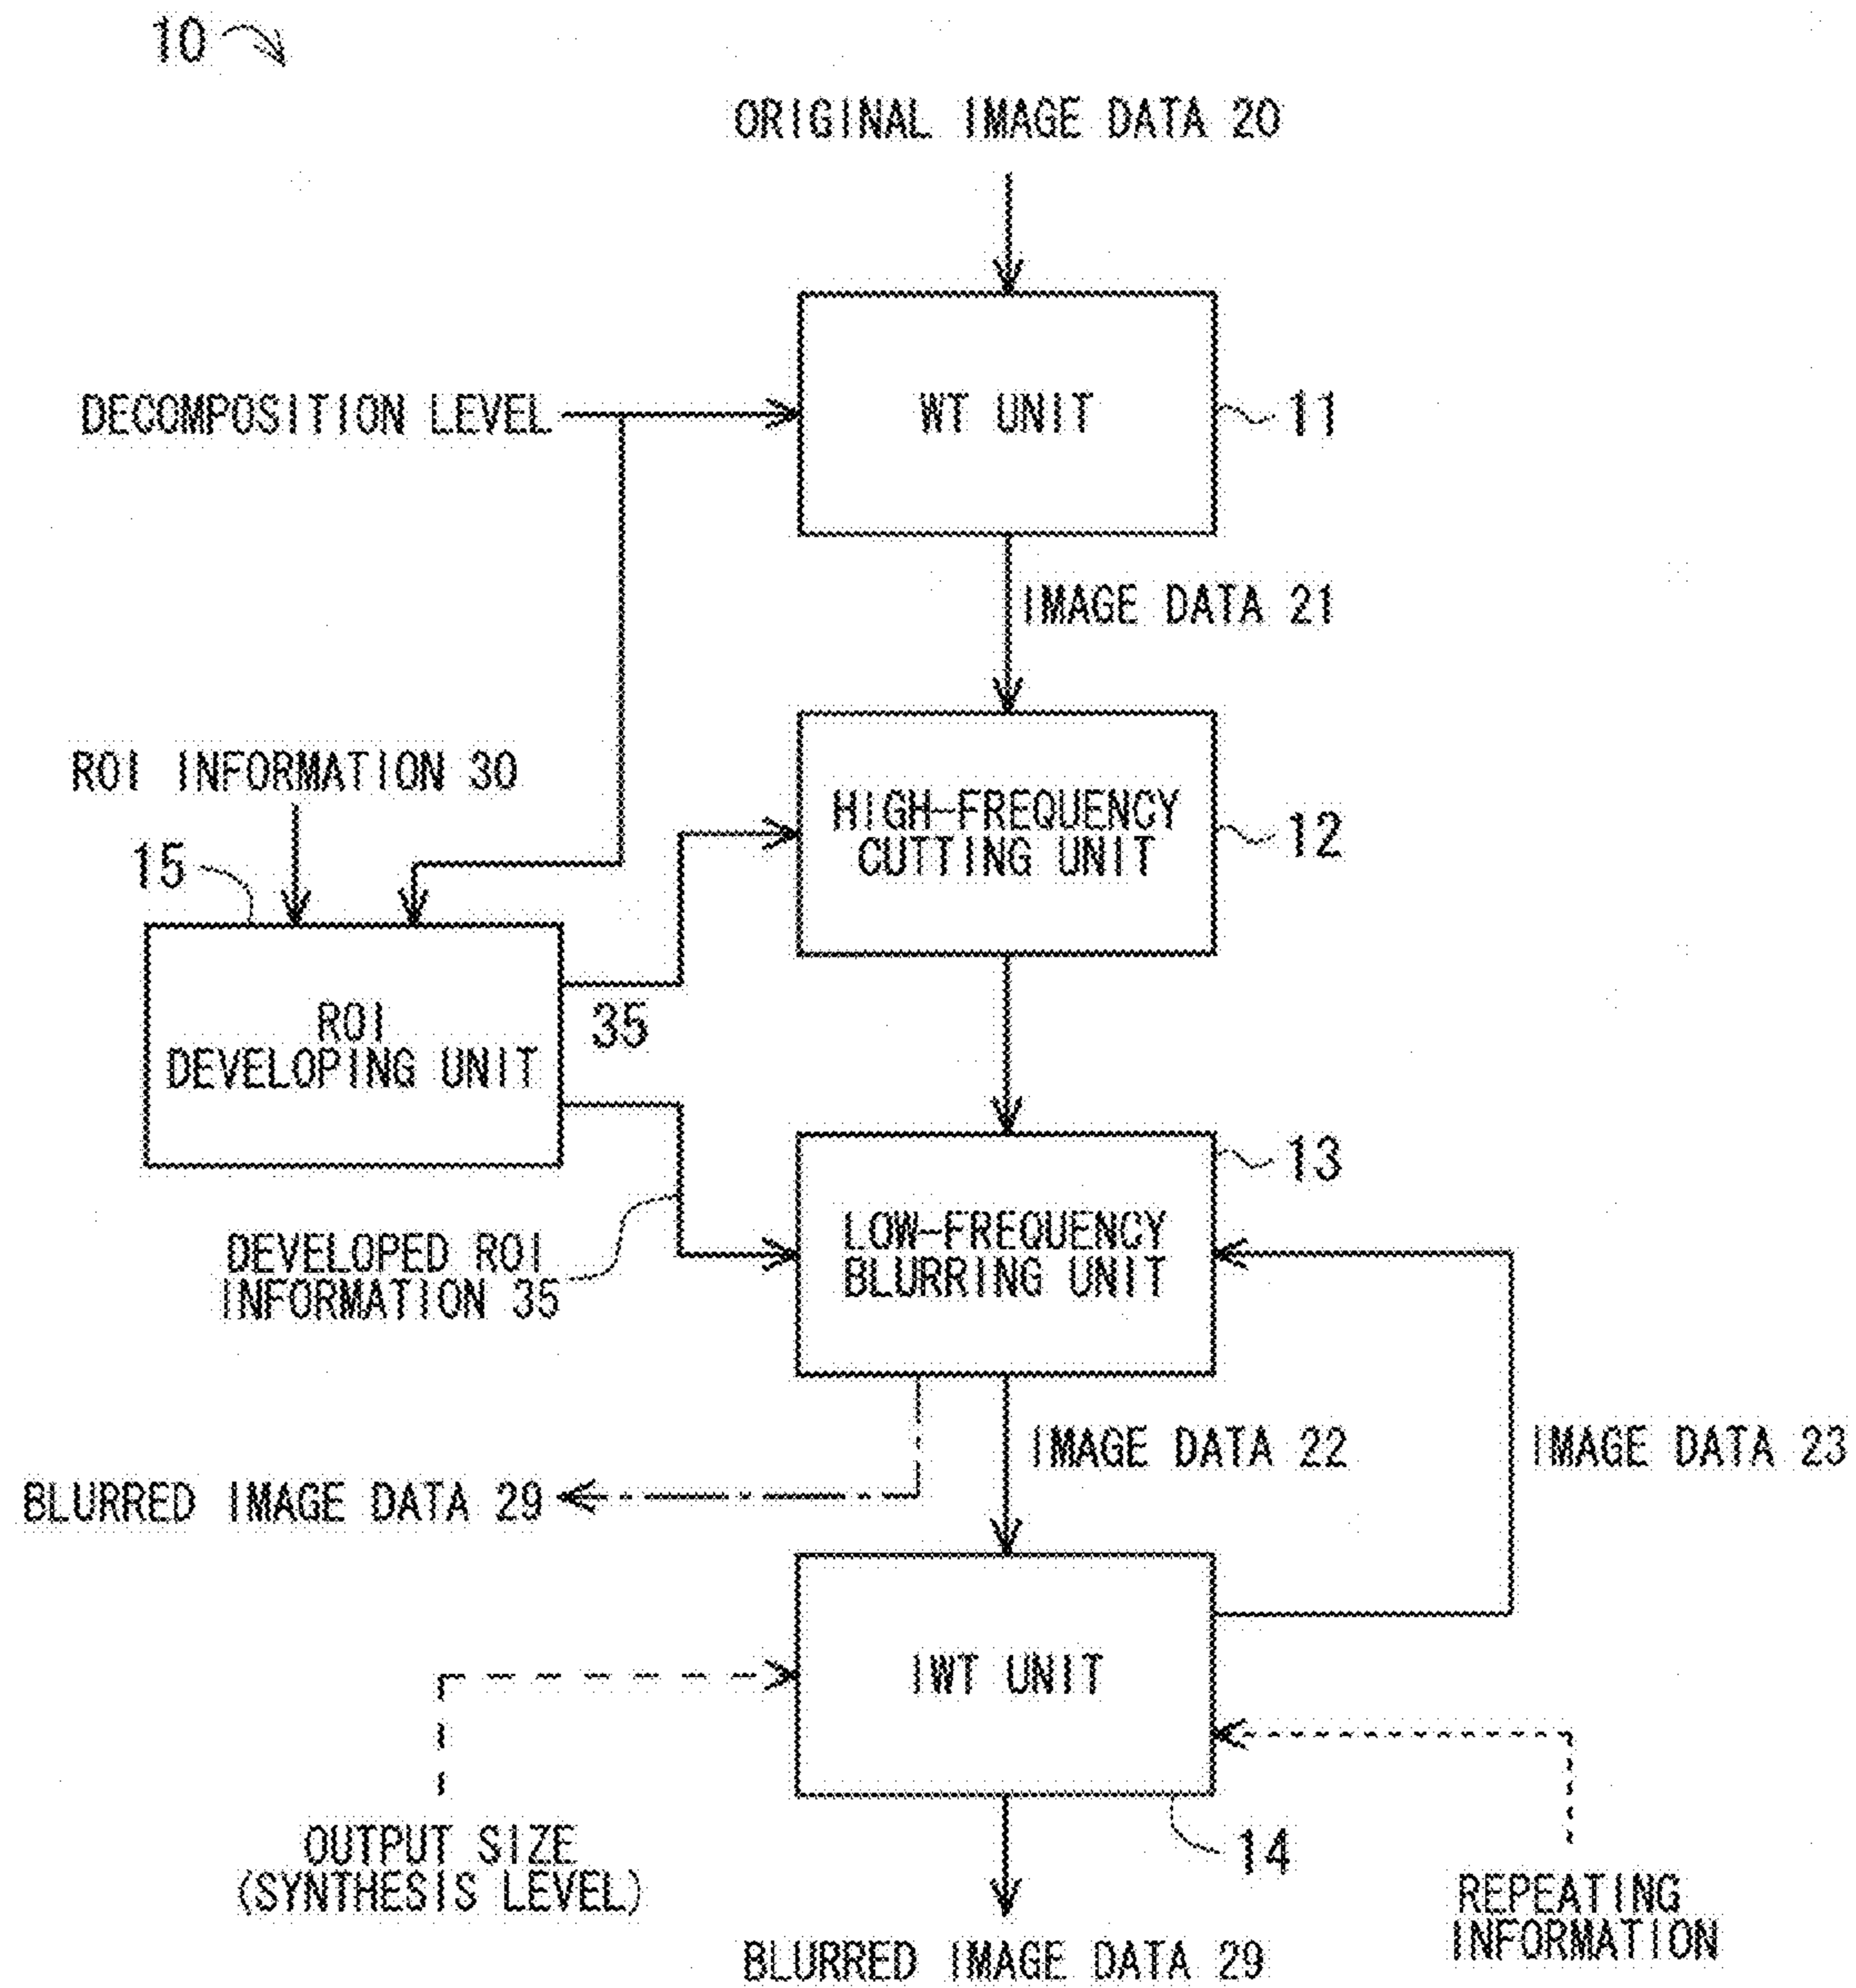 10
ORIGINAL IMAGE DATA 20
DECOMPOSITION LEVEL
WT UNIT
11
IMAGE DATA 21
ROI INFORMATION 30
15
HIGH-FREQUENCY
CUTTING UNIT
12
ROI
DEVELOPING UNIT
35
13
DEVELOPED ROI
INFORMATION 35
LOW-FREQUENCY
BLURRING UNIT
IMAGE DATA 22
IMAGE DATA 23
BLURRED IMAGE DATA 29
IWT UNIT
OUTPUT SIZE
(SYNTHESIS LEVEL)
14
REPEATING
INFORMATION
BLURRED IMAGE DATA 29